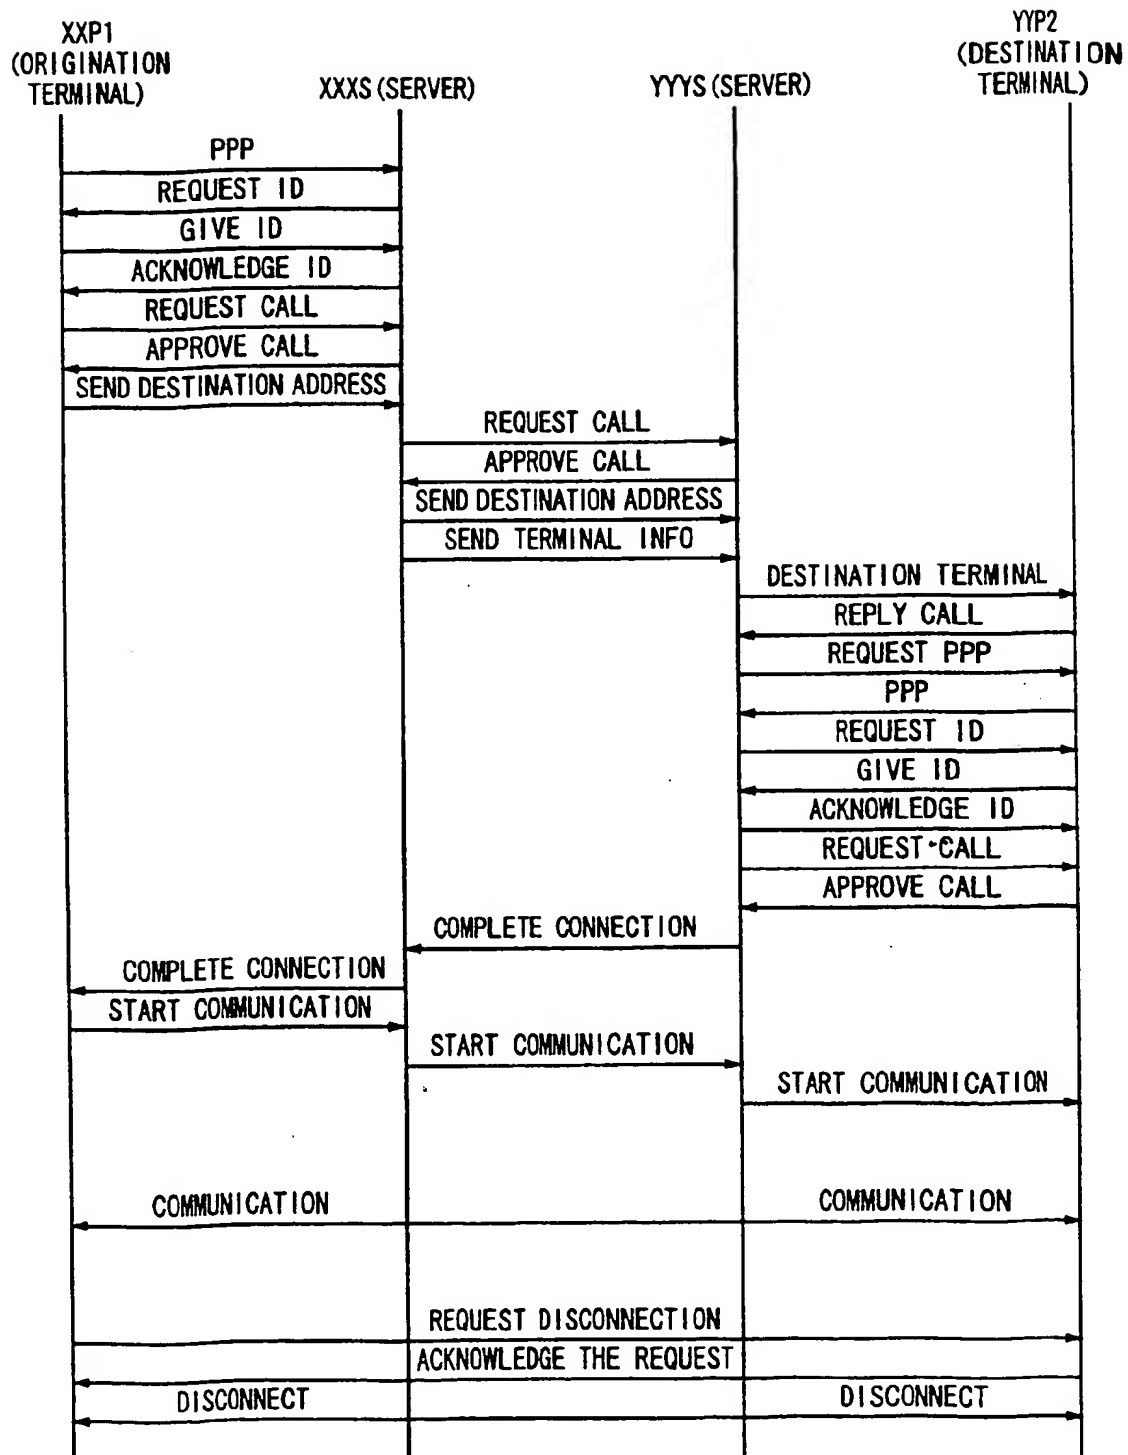 XXP1
(ORIGINATION
TERMINAL)
XXXS (SERVER)
YYYS (SERVER)
YYP2
(DESTINATION
TERMINAL)
PPP
REQUEST ID
GIVE ID
ACKNOWLEDGE ID
REQUEST CALL
APPROVE CALL
SEND DESTINATION ADDRESS
REQUEST CALL
APPROVE CALL
SEND DESTINATION ADDRESS
SEND TERMINAL INFO
DESTINATION TERMINAL
REPLY CALL
REQUEST PPP
PPP
REQUEST ID
GIVE ID
ACKNOWLEDGE ID
REQUEST CALL
APPROVE CALL
COMPLETE CONNECTION
COMPLETE CONNECTION
START COMMUNICATION
START COMMUNICATION
START COMMUNICATION
COMMUNICATION
COMMUNICATION
REQUEST DISCONNECTION
ACKNOWLEDGE THE REQUEST
DISCONNECT
DISCONNECT